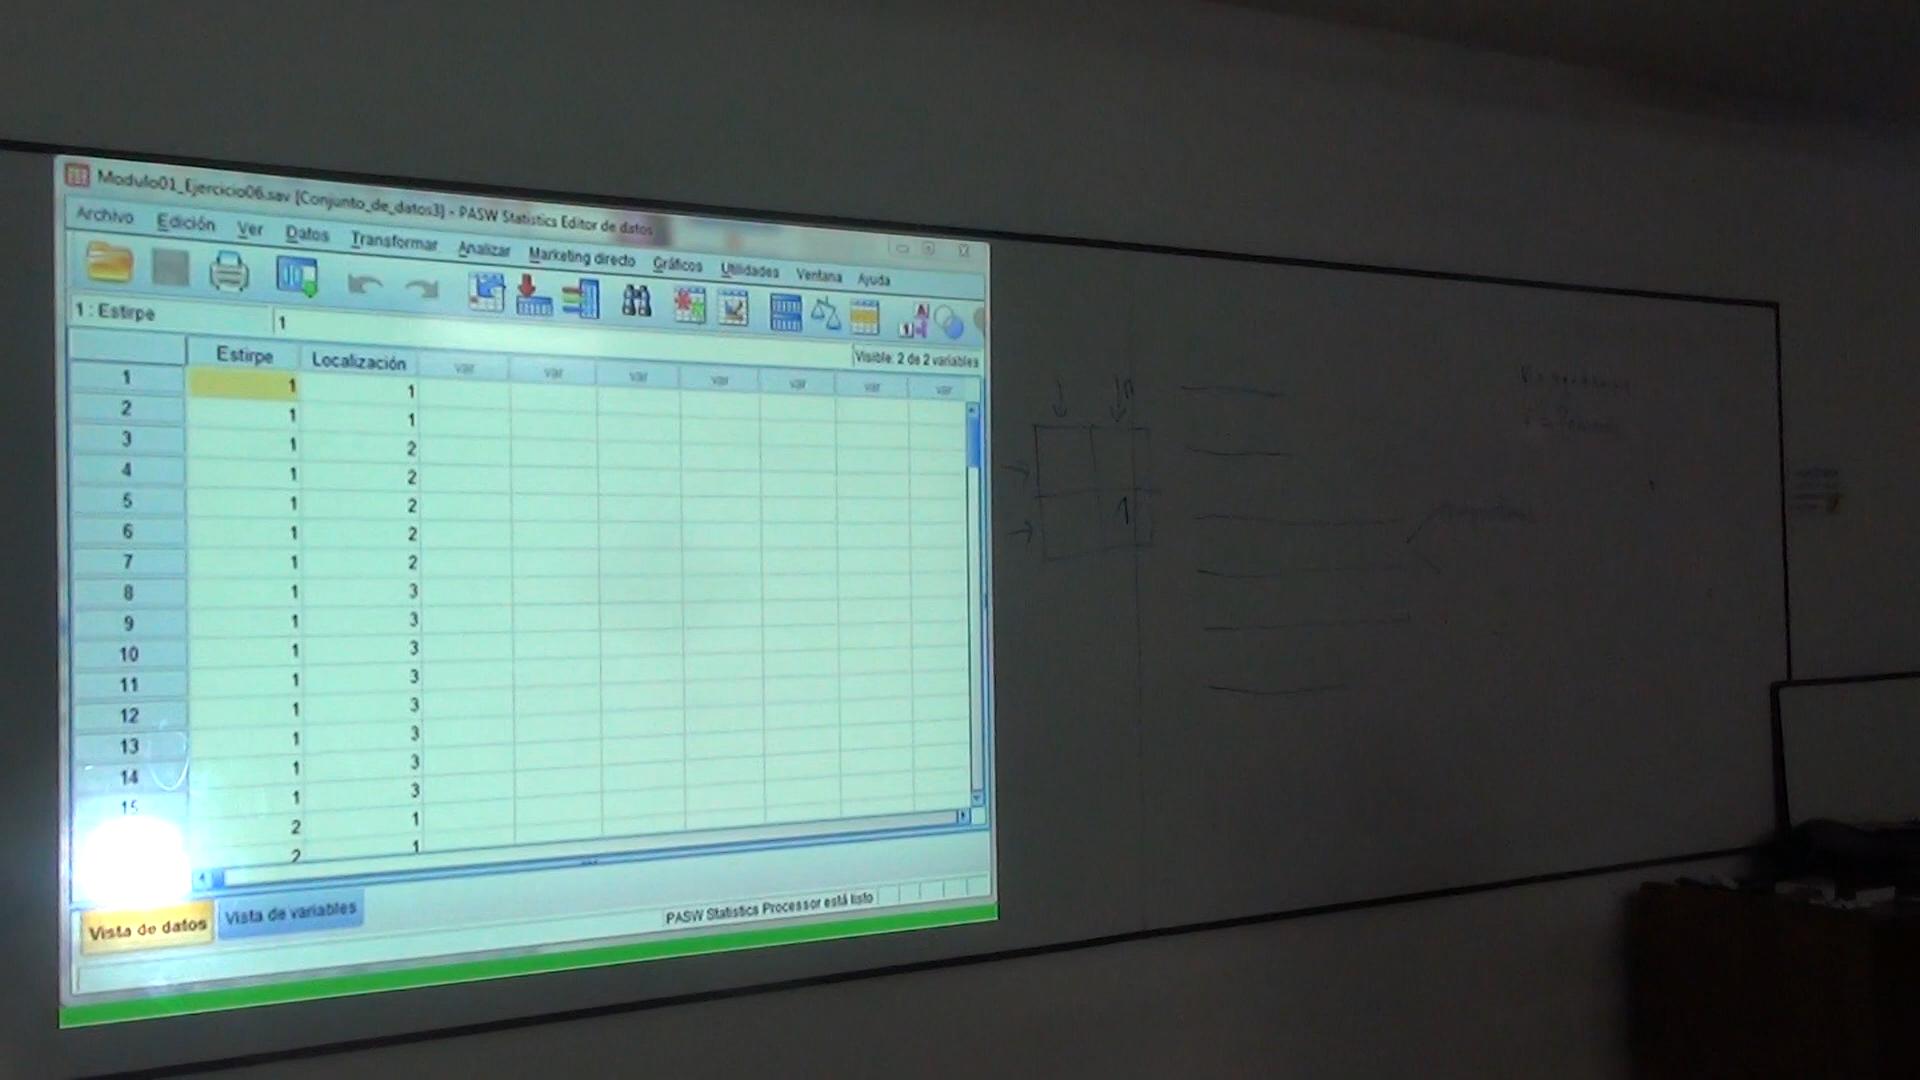 Modulo01_Ejercicio06.sav [Conjunto_de_datos3] - PASW Statistics Editor de datos
Archivo Edición Ver Datos Transformar Analizar Marketing directo Gráficos Utilidades Ventana Ayuda
1 : Estirpe 1
Visible: 2 de 2 variables
Estirpe Localización var var var var var var var
1 1 1
2 1 1
3 1 2
4 1 2
5 1 2
6 1 2
7 1 2
8 1 3
9 1 3
10 1 3
11 1 3
12 1 3
13 1 3
14 1 3
15 1 3
2 1
2 1
Vista de datos Vista de variables
PASW Statistics Processor está listo
n
1